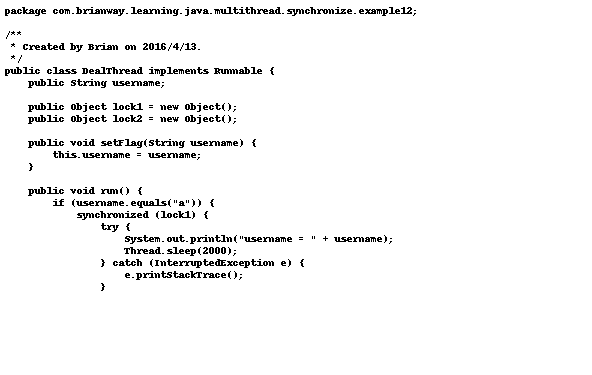 package com.brianway.learning.java.multithread.synchronize.example12;

/**
 * Created by Brian on 2016/4/13.
 */
public class DealThread implements Runnable {
    public String username;

    public Object lock1 = new Object();
    public Object lock2 = new Object();

    public void setFlag(String username) {
        this.username = username;
    }

    public void run() {
        if (username.equals("a")) {
            synchronized (lock1) {
                try {
                    System.out.println("username = " + username);
                    Thread.sleep(2000);
                } catch (InterruptedException e) {
                    e.printStackTrace();
                }